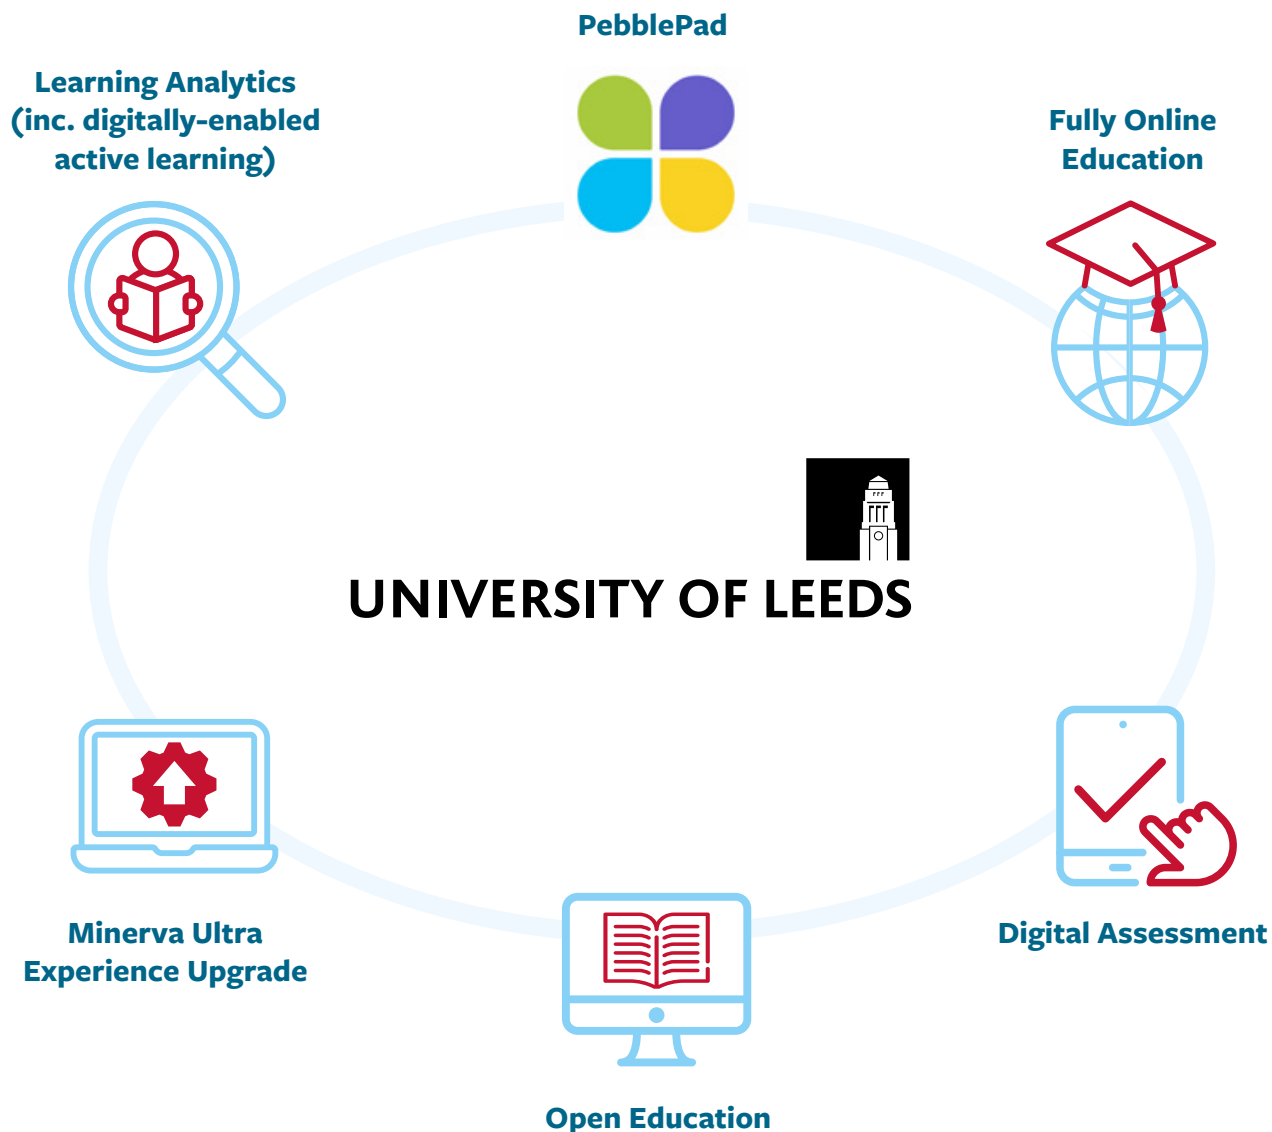 PebblePad
Learning Analytics
(inc. digitally-enabled
active learning)
Fully Online
Education
UNIVERSITY OF LEEDS
Minerva Ultra
Experience Upgrade
Digital Assessment
Open Education